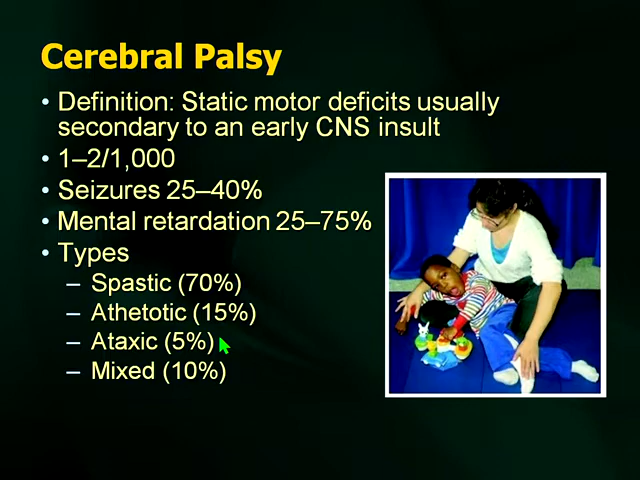 Cerebral Palsy
• Definition: Static motor deficits usually
secondary to an early CNS insult
• 1–2/1,000
• Seizures 25–40%
• Mental retardation 25–75%
• Types
– Spastic (70%)
– Athetotic (15%)
– Ataxic (5%)
– Mixed (10%)